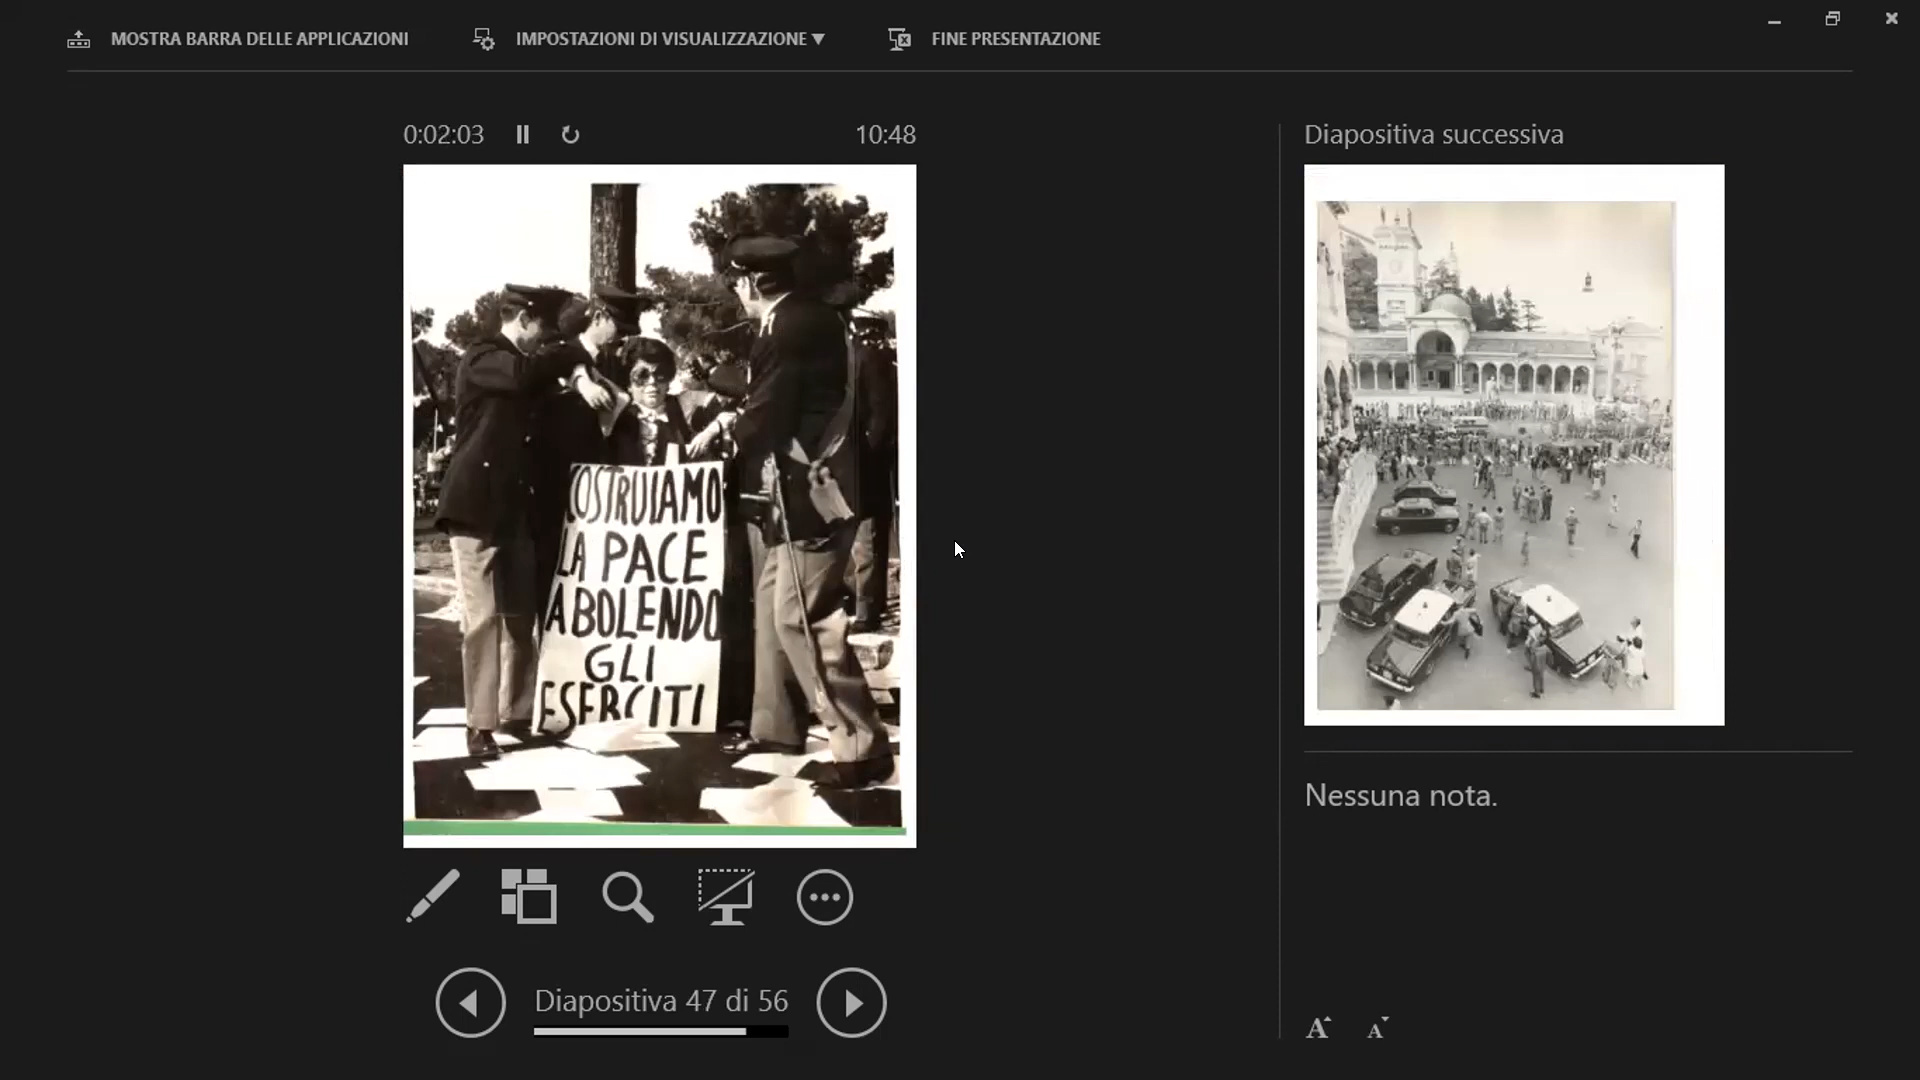 MOSTRA BARRA DELLE APPLICAZIONI
IMPOSTAZIONI DI VISUALIZZAZIONE
FINE PRESENTAZIONE
0:02:03
10:48
Diapositiva successiva
COSTRUIAMO
LA PACE
ABOLENDO
GLI
ESERCITI
Nessuna nota.
Diapositiva 47 di 56
A A